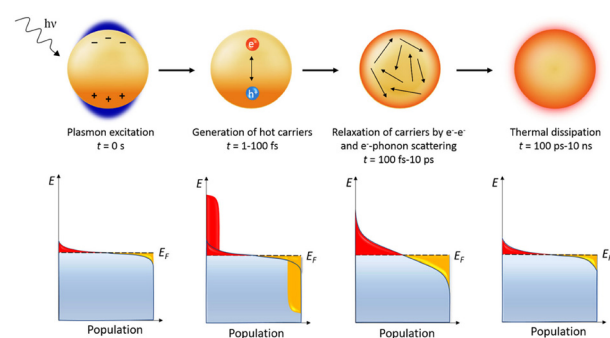 hν
− − −
+ + +
e⁻
h⁺
Plasmon excitation
t = 0 s
Generation of hot carriers
t = 1-100 fs
Relaxation of carriers by e⁻-e⁻
and e⁻-phonon scattering
t = 100 fs-10 ps
Thermal dissipation
t = 100 ps-10 ns
E
E_F
Population
E
E_F
Population
E
E_F
Population
E
E_F
Population